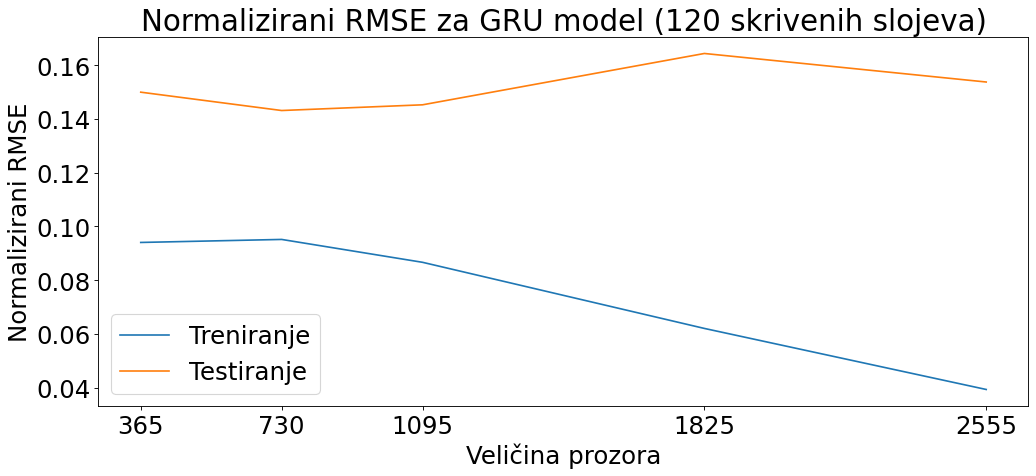 Normalizirani RMSE za GRU model (120 skrivenih slojeva)
Normalizirani RMSE
0.16
0.14
0.12
0.10
0.08
0.06
0.04
Treniranje
Testiranje
365 730 1095 1825 2555
Veličina prozora